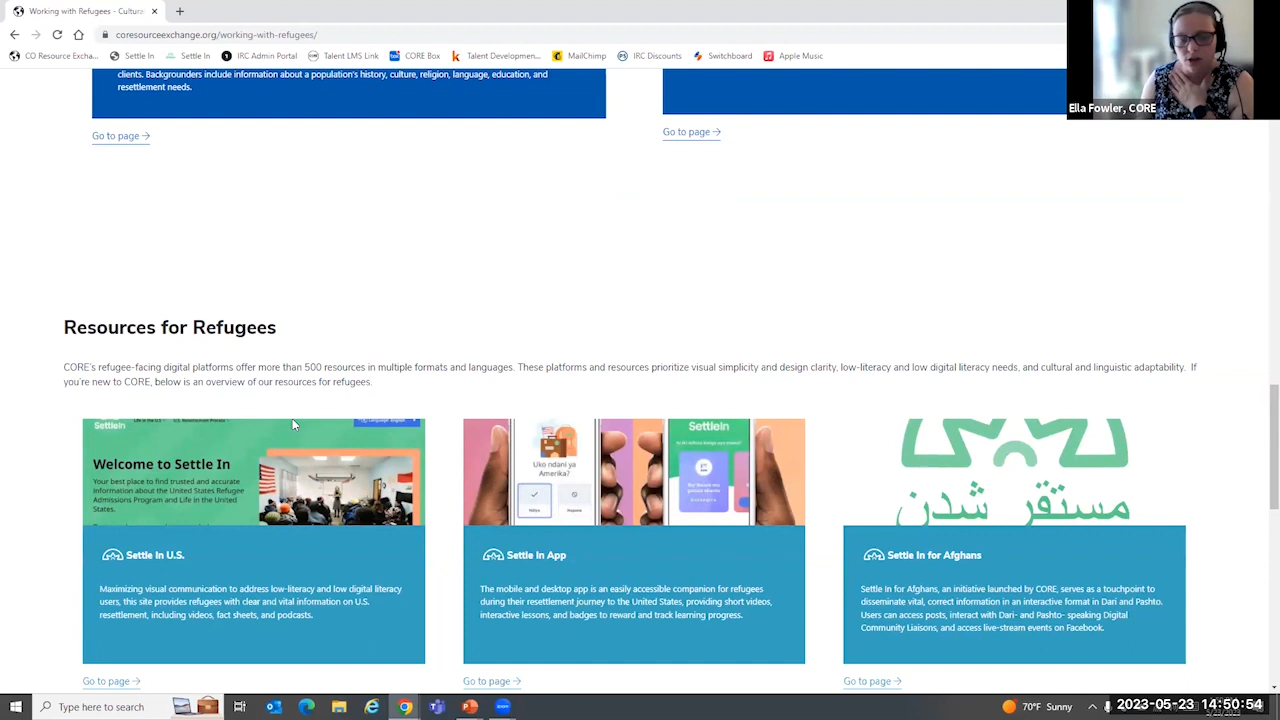 Working with Refugees - Cultura
coresourceexchange.org/working-with-refugees/
CO Resource Excha...
Settle In
Settle In
IRC Admin Portal
Talent LMS Link
CORE Box
Talent Developmen...
MailChimp
IRC Discounts
Switchboard
Apple Music
Ella Fowler, CORE
clients. Backgrounders include information about a population's history, culture, religion, language, education, and
resettlement needs.
Go to page →
Go to page →
Resources for Refugees
CORE's refugee-facing digital platforms offer more than 500 resources in multiple formats and languages. These platforms and resources prioritize visual simplicity and design clarity, low-literacy and low digital literacy needs, and cultural and linguistic adaptability. If
you're new to CORE, below is an overview of our resources for refugees.
SettleIn
Welcome to Settle In
Your best place to find trusted and accurate
information about the United States Refugee
Admissions Program and Life in the United
States.
Settle In U.S.
Maximizing visual communication to address low-literacy and low digital literacy
users, this site provides refugees with clear and vital information on U.S.
resettlement, including videos, fact sheets, and podcasts.
Go to page →
Uko ndani ya
Amerika?
Ndiyo
Hapana
SettleIn
Settle In App
The mobile and desktop app is an easily accessible companion for refugees
during their resettlement journey to the United States, providing short videos,
interactive lessons, and badges to reward and track learning progress.
Go to page →
مستقر شدن
Settle In for Afghans
Settle In for Afghans, an initiative launched by CORE, serves as a touchpoint to
disseminate vital, correct information in an interactive format in Dari and Pashto.
Users can access posts, interact with Dari- and Pashto- speaking Digital
Community Liaisons, and access live-stream events on Facebook.
Go to page →
Type here to search
70°F Sunny
2023-05-23 14:50:54